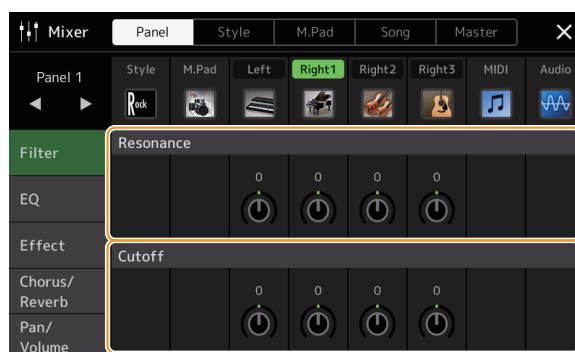 Mixer Panel Style M.Pad Song Master
Panel 1 Style M.Pad Left Right1 Right2 Right3 MIDI Audio
Rock
Filter
Resonance
0 0 0 0
EQ
Effect
Cutoff
Chorus/
Reverb
0 0 0 0
Pan/
Volume